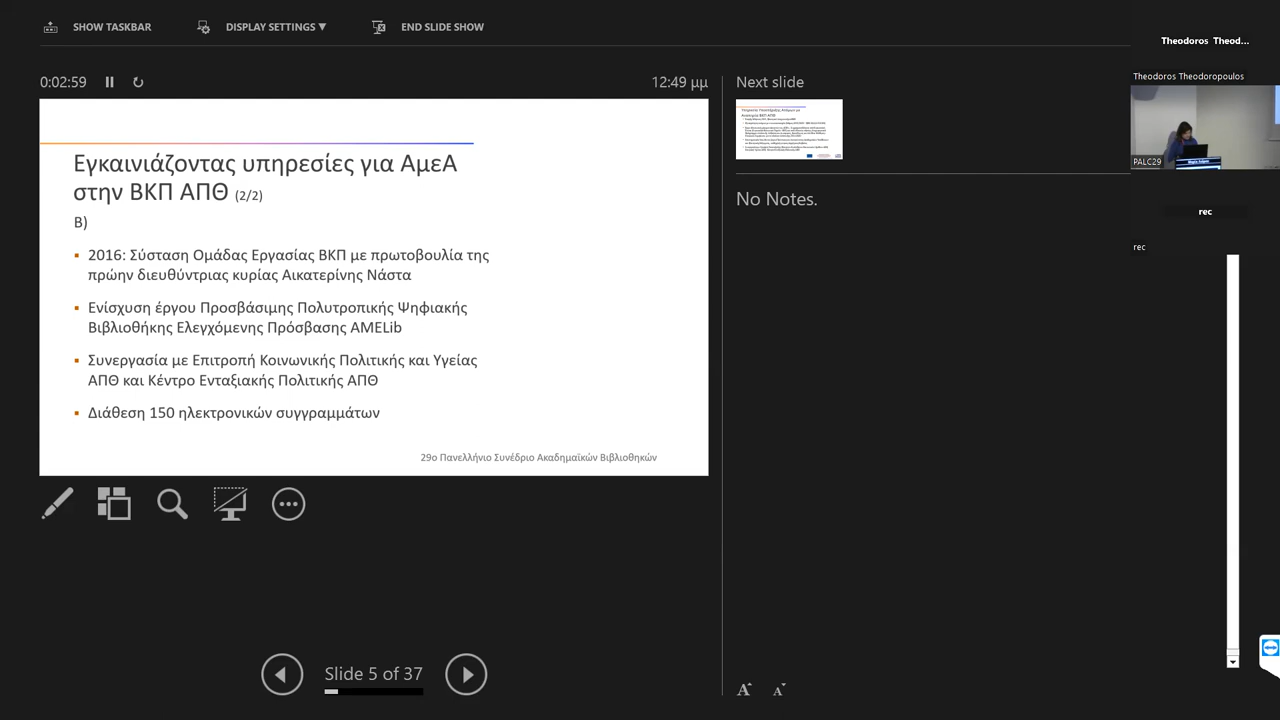 SHOW TASKBAR
DISPLAY SETTINGS ▼
END SLIDE SHOW
0:02:59
12:49 μμ
Εγκαινιάζοντας υπηρεσίες για ΑμεΑ
στην ΒΚΠ ΑΠΘ (2/2)
Β)
2016: Σύσταση Ομάδας Εργασίας ΒΚΠ με πρωτοβουλία της
πρώην διευθύντριας κυρίας Αικατερίνης Νάστα
Ενίσχυση έργου Προσβάσιμης Πολυτροπικής Ψηφιακής
Βιβλιοθήκης Ελεγχόμενης Πρόσβασης AMELib
Συνεργασία με Επιτροπή Κοινωνικής Πολιτικής και Υγείας
ΑΠΘ και Κέντρο Ενταξιακής Πολιτικής ΑΠΘ
Διάθεση 150 ηλεκτρονικών συγγραμμάτων
29ο Πανελλήνιο Συνέδριο Ακαδημαϊκών Βιβλιοθηκών
Slide 5 of 37
Next slide
No Notes.
Theodoros Theod...
Theodoros Theodoropoulos
PALC29
rec
rec